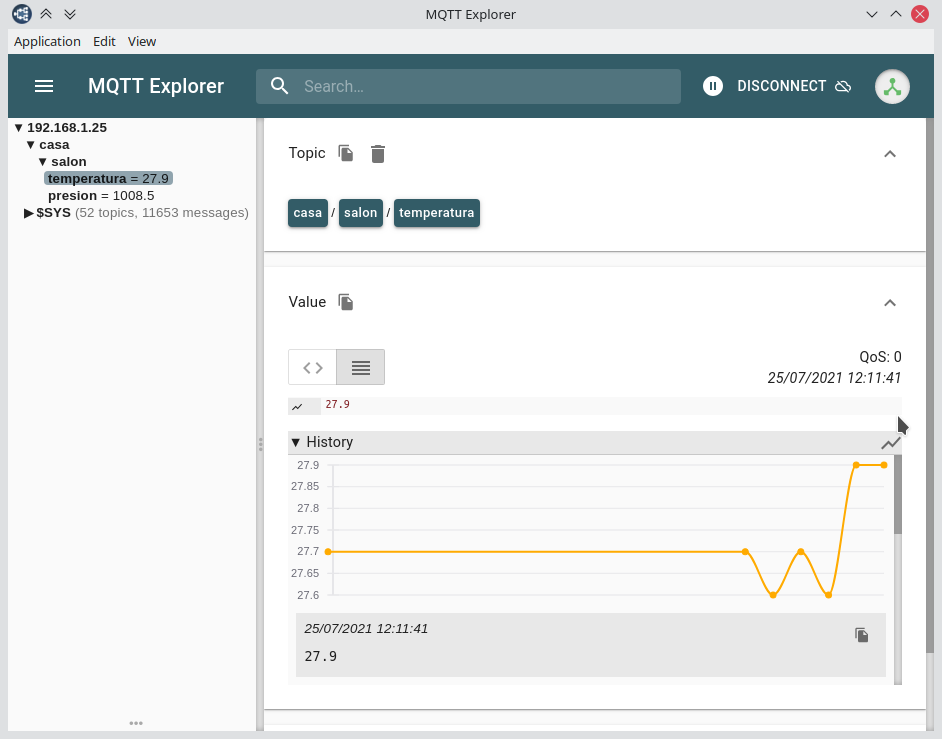 MQTT Explorer
Application Edit View
MQTT Explorer Search... DISCONNECT
▼ 192.168.1.25
▼ casa
▼ salon
temperatura = 27.9
presion = 1008.5
▶ $SYS (52 topics, 11653 messages)
Topic
casa / salon / temperatura
Value
QoS: 0
25/07/2021 12:11:41
27.9
▼ History
27.9
27.85
27.8
27.75
27.7
27.65
27.6
25/07/2021 12:11:41
27.9